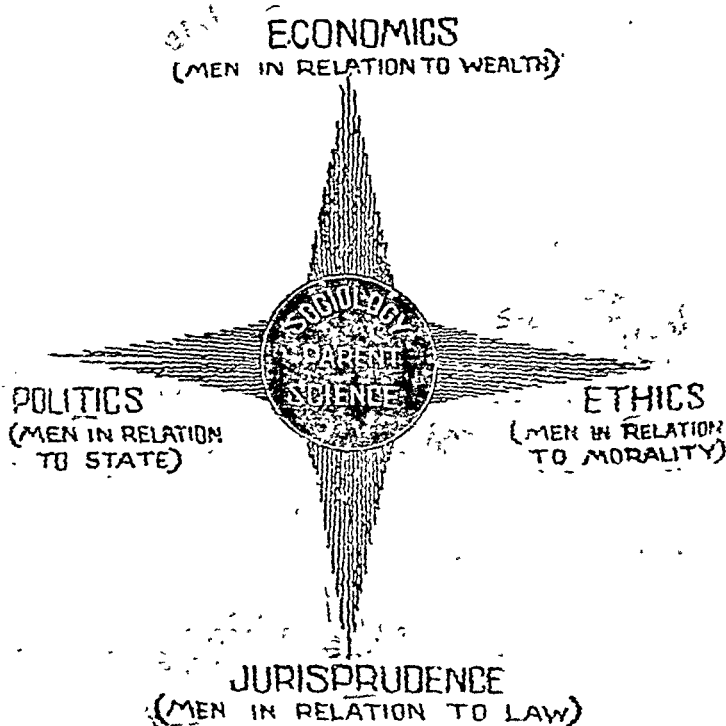 ECONOMICS
(MEN IN RELATION TO WEALTH)
SOCIOLOGY
PARENT
SCIENCE
POLITICS
(MEN IN RELATION
TO STATE)
ETHICS
(MEN IN RELATION
TO MORALITY)
JURISPRUDENCE
(MEN IN RELATION TO LAW)